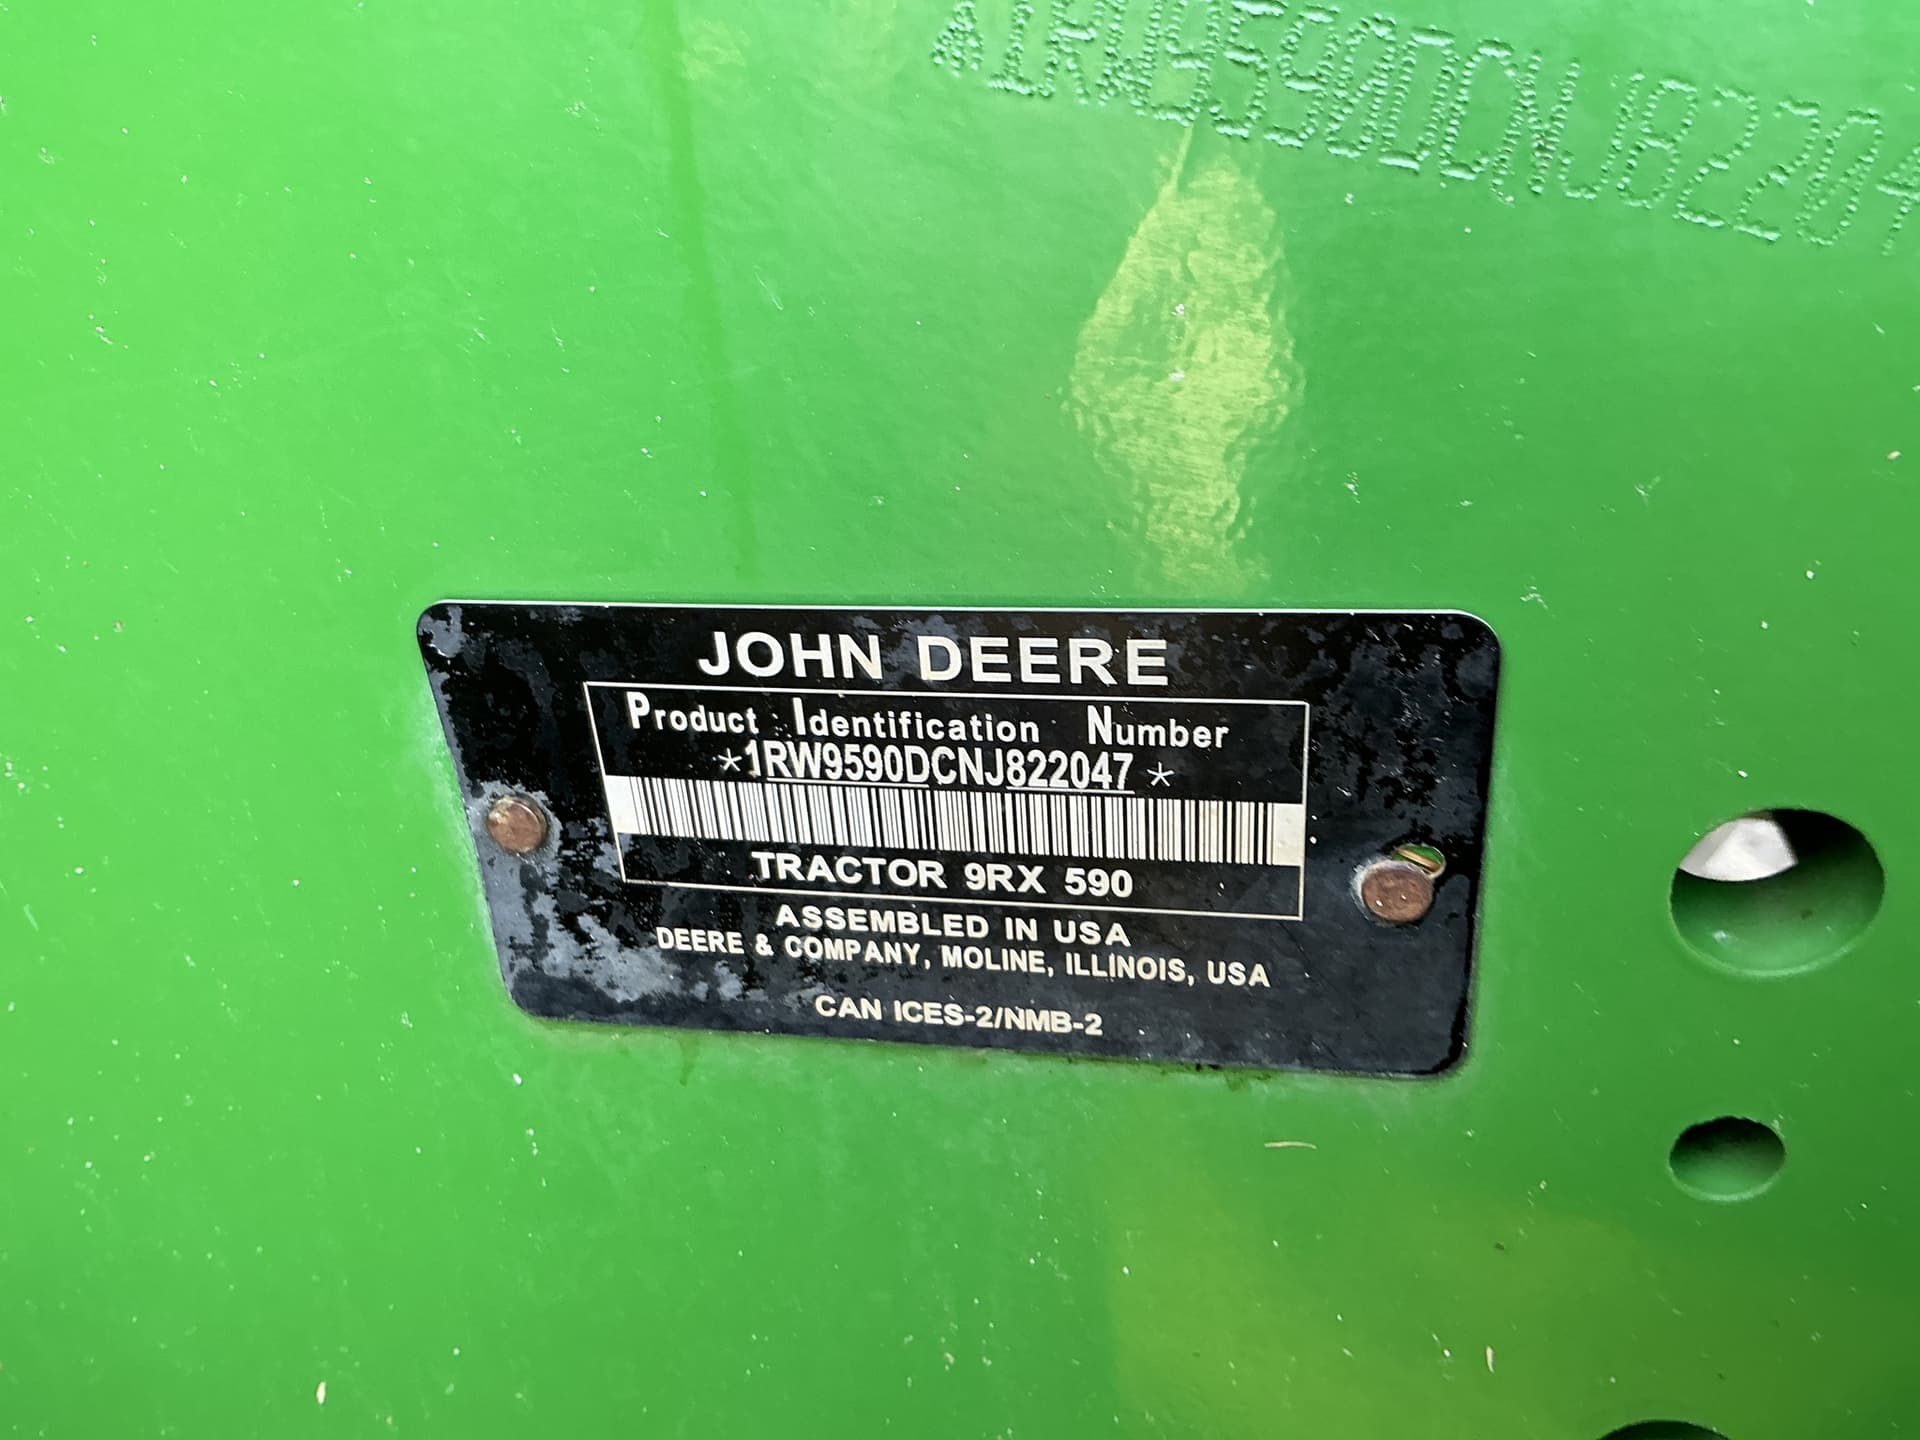 *1RW9590DCNJ82204
JOHN DEERE
Product Identification Number
*1RW9590DCNJ822047*
TRACTOR 9RX 590
ASSEMBLED IN USA
DEERE & COMPANY, MOLINE, ILLINOIS, USA
CAN ICES-2/NMB-2